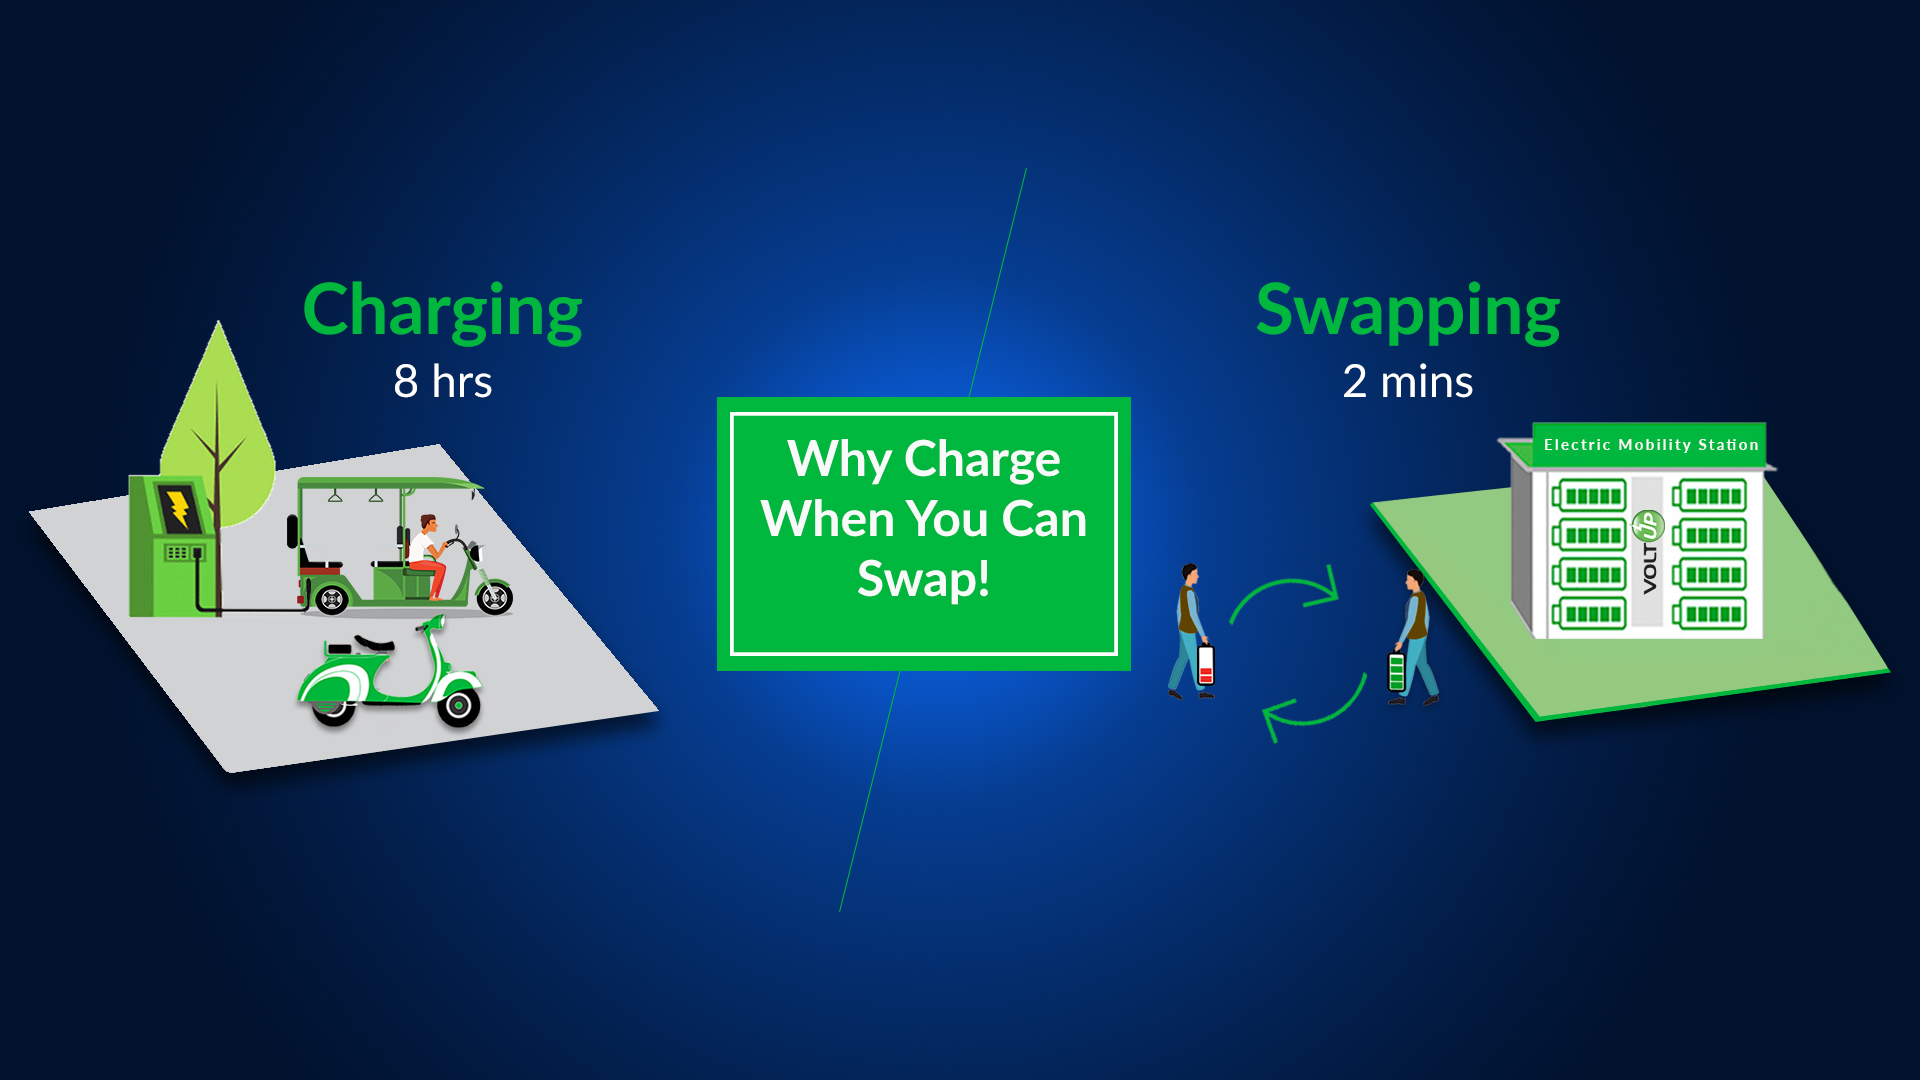 Charging
8 hrs
Why Charge
When You Can
Swap!
Swapping
2 mins
Electric Mobility Station
VOLT UP